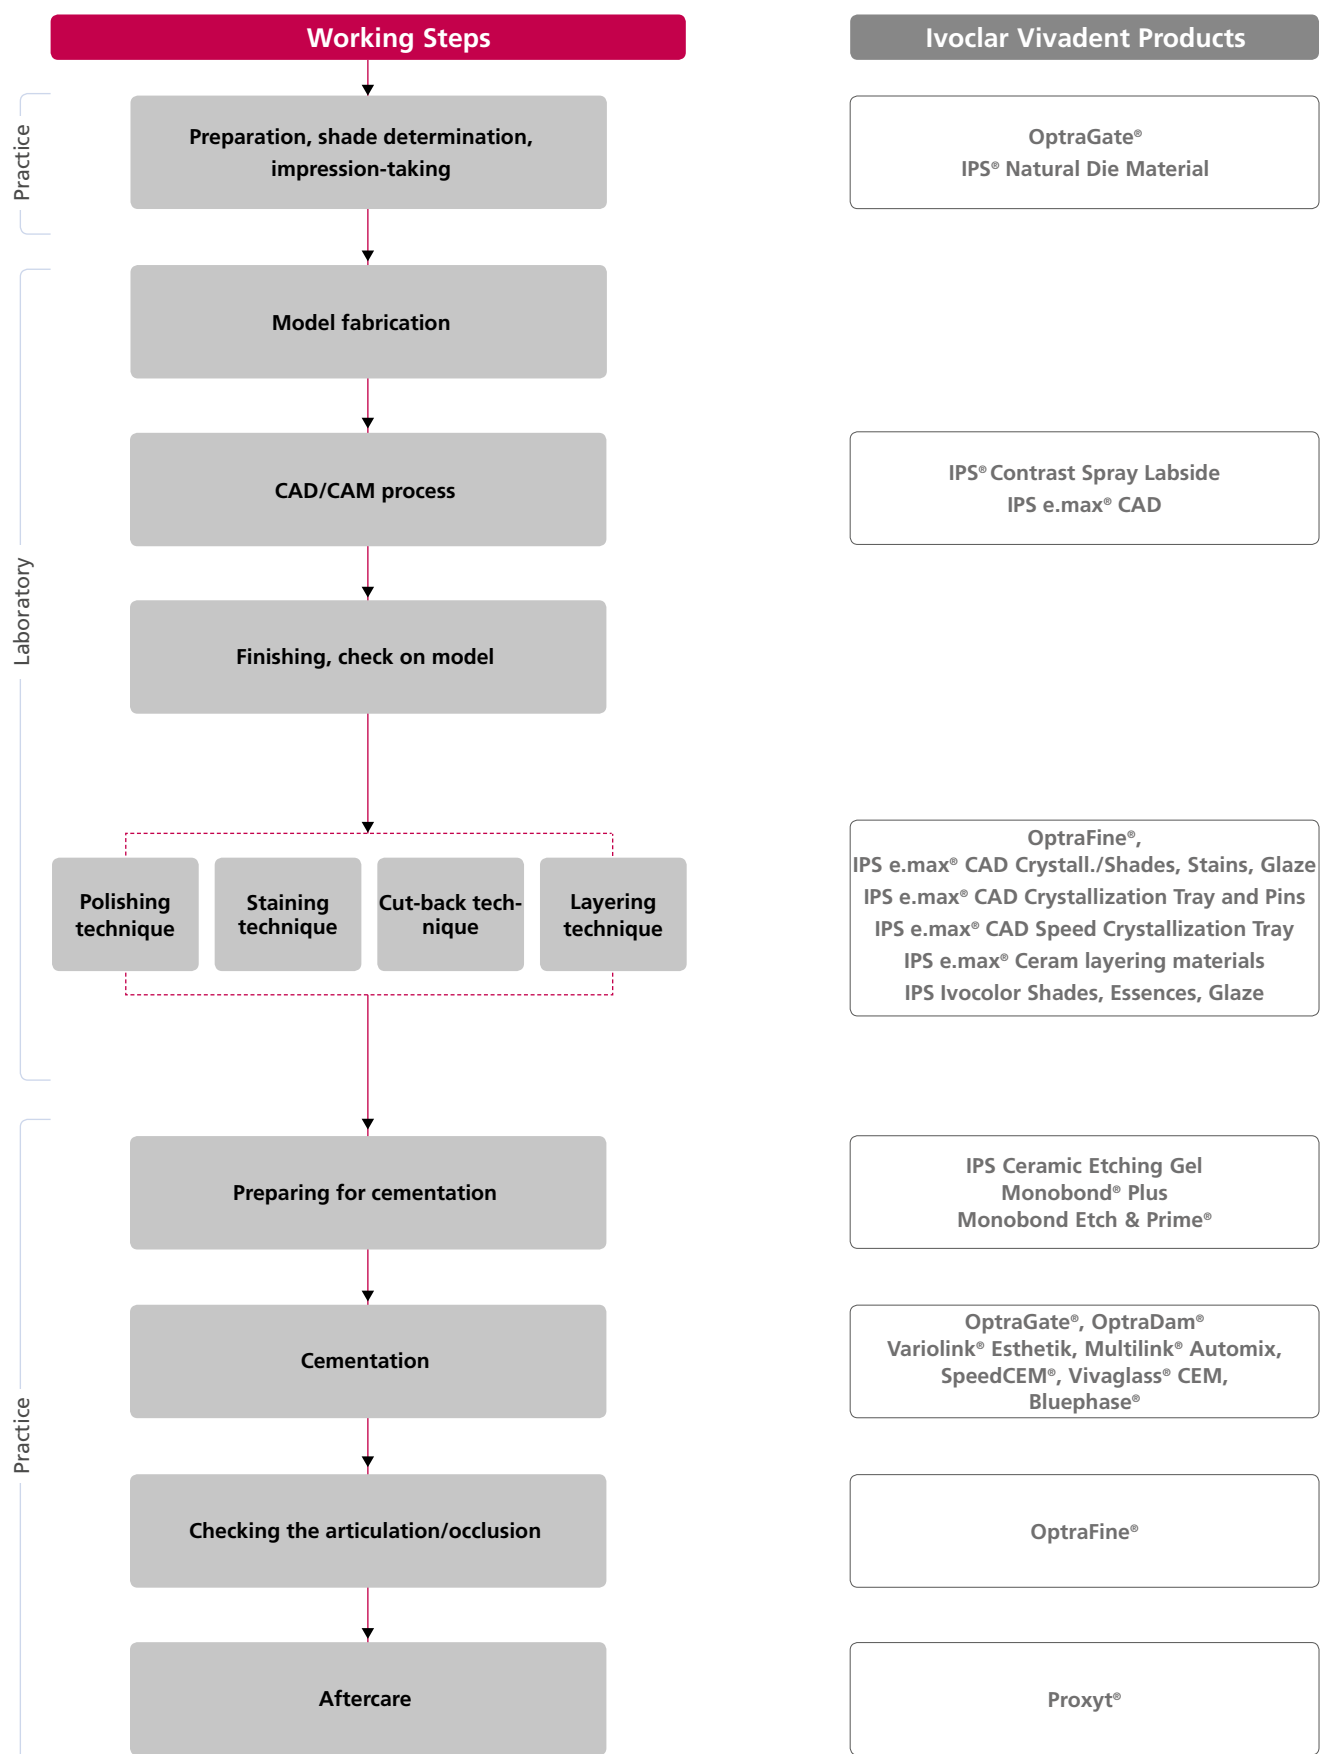 Working Steps
Ivoclar Vivadent Products
Practice
Preparation, shade determination,
impression-taking
OptraGate®
IPS® Natural Die Material
Laboratory
Model fabrication
CAD/CAM process
IPS® Contrast Spray Labside
IPS e.max® CAD
Finishing, check on model
Polishing
technique
Staining
technique
Cut-back tech-
nique
Layering
technique
OptraFine®,
IPS e.max® CAD Crystall./Shades, Stains, Glaze
IPS e.max® CAD Crystallization Tray and Pins
IPS e.max® CAD Speed Crystallization Tray
IPS e.max® Ceram layering materials
IPS Ivocolor Shades, Essences, Glaze
Practice
Preparing for cementation
IPS Ceramic Etching Gel
Monobond® Plus
Monobond Etch & Prime®
Cementation
OptraGate®, OptraDam®
Variolink® Esthetik, Multilink® Automix,
SpeedCEM®, Vivaglass® CEM,
Bluephase®
Checking the articulation/occlusion
OptraFine®
Aftercare
Proxyt®